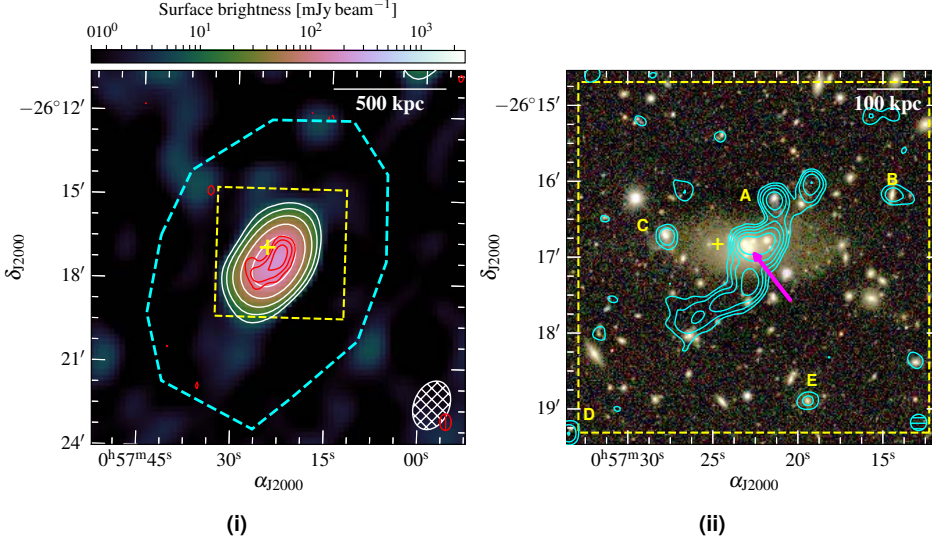 Surface brightness [mJy beam⁻¹]
010⁰ 10¹ 10² 10³
500 kpc
−26°12′
15′
18′
21′
24′
δJ2000
0ʰ57ᵐ45ˢ 30ˢ 15ˢ 00ˢ
αJ2000
(i)
100 kpc
−26°15′
16′
17′
18′
19′
δJ2000
A
B
C
D
E
0ʰ57ᵐ30ˢ 25ˢ 20ˢ 15ˢ
αJ2000
(ii)